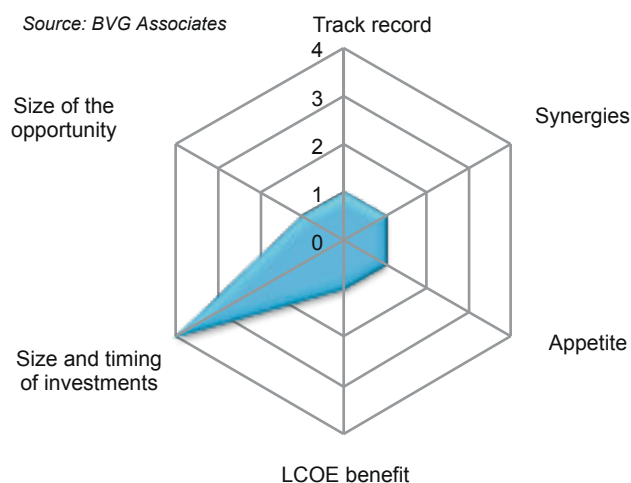 Source: BVG Associates
Track record
4
3
2
1
0
Size of the
opportunity
Synergies
Size and timing
of investments
Appetite
LCOE benefit